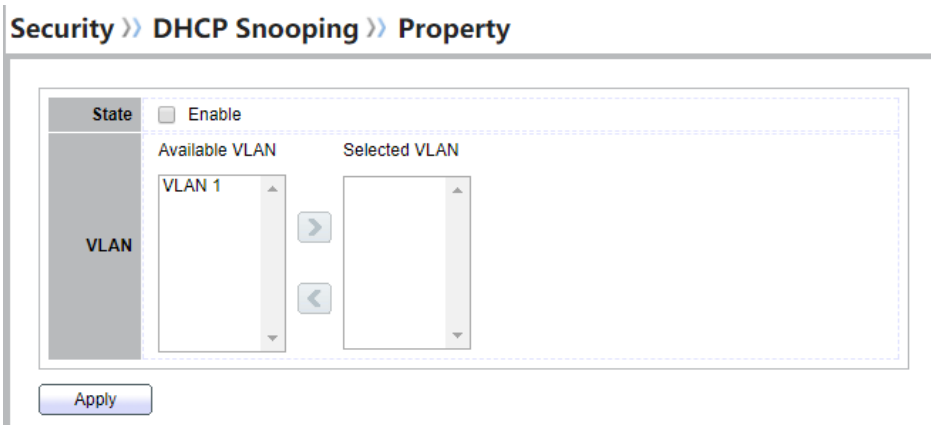 Security » DHCP Snooping » Property
State Enable
Available VLAN Selected VLAN
VLAN 1
VLAN
Apply